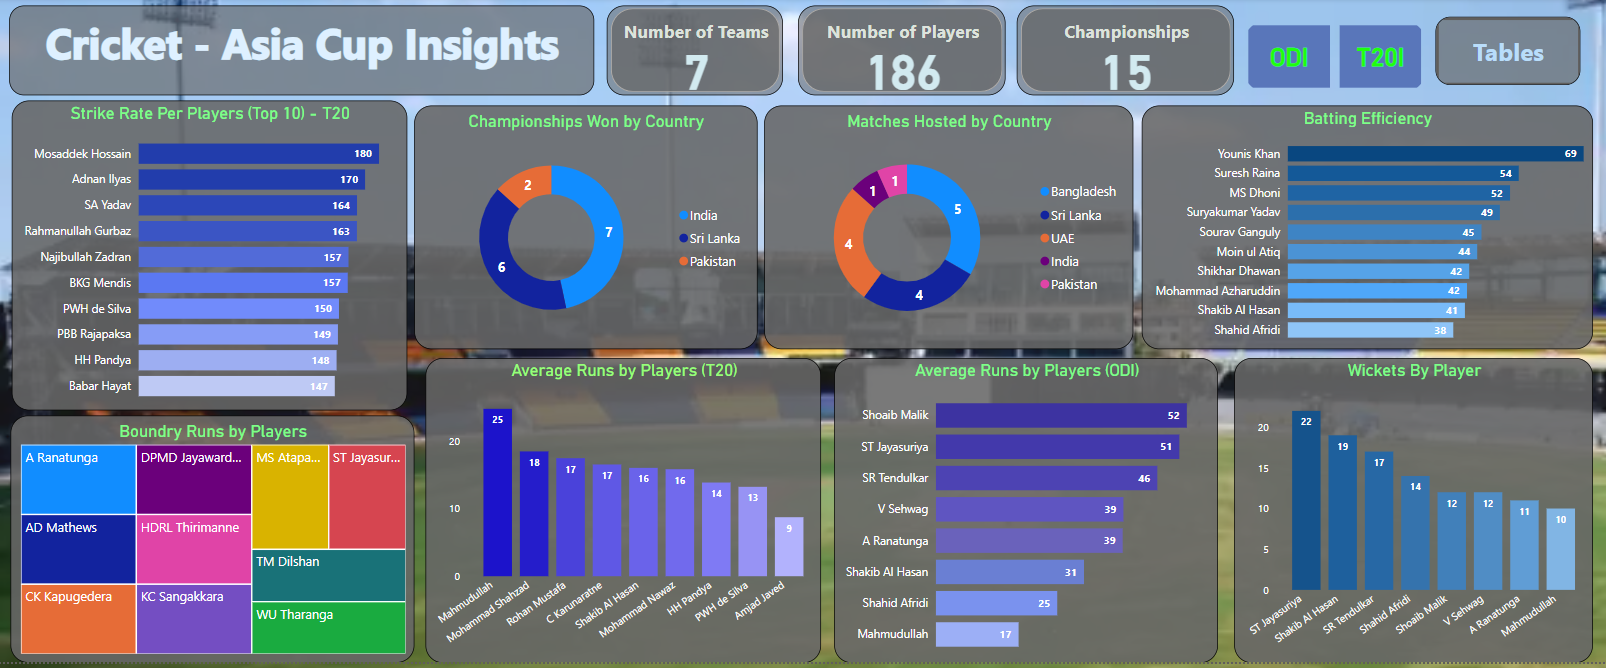 Cricket - Asia Cup Insights
Number of Teams
7
Number of Players
186
Championships
15
ODI
T20I
Tables
Strike Rate Per Players (Top 10) - T20
Mosaddek Hossain 180
Adnan Ilyas 170
SA Yadav 164
Rahmanullah Gurbaz 163
Najibullah Zadran 157
BKG Mendis 157
PWH de Silva 150
PBB Rajapaksa 149
HH Pandya 148
Babar Hayat 147
Championships Won by Country
2
7
6
India
Sri Lanka
Pakistan
Matches Hosted by Country
1
1
5
4
4
Bangladesh
Sri Lanka
UAE
India
Pakistan
Batting Efficiency
Younis Khan 69
Suresh Raina 54
MS Dhoni 52
Suryakumar Yadav 49
Sourav Ganguly 45
Moin ul Atiq 44
Shikhar Dhawan 42
Mohammad Azharuddin 42
Shakib Al Hasan 41
Shahid Afridi 38
Boundry Runs by Players
A Ranatunga
DPMD Jayaward...
MS Atapa...
ST Jayasur...
AD Mathews
HDRL Thirimanne
TM Dilshan
CK Kapugedera
KC Sangakkara
WU Tharanga
Average Runs by Players (T20)
20
10
0
25
18
17
17
16
16
14
13
9
Mahmudullah
Mohammad Shahzad
Rohan Mustafa
C Karunaratne
Shakib Al Hasan
Mohammad Nawaz
HH Pandya
PWH de Silva
Amjad Javed
Average Runs by Players (ODI)
Shoaib Malik 52
ST Jayasuriya 51
SR Tendulkar 46
V Sehwag 39
A Ranatunga 39
Shakib Al Hasan 31
Shahid Afridi 25
Mahmudullah 17
Wickets By Player
20
15
10
5
0
22
19
17
14
12
12
11
10
ST Jayasuriya
Shakib Al Hasan
SR Tendulkar
Shahid Afridi
Shoaib Malik
V Sehwag
A Ranatunga
Mahmudullah